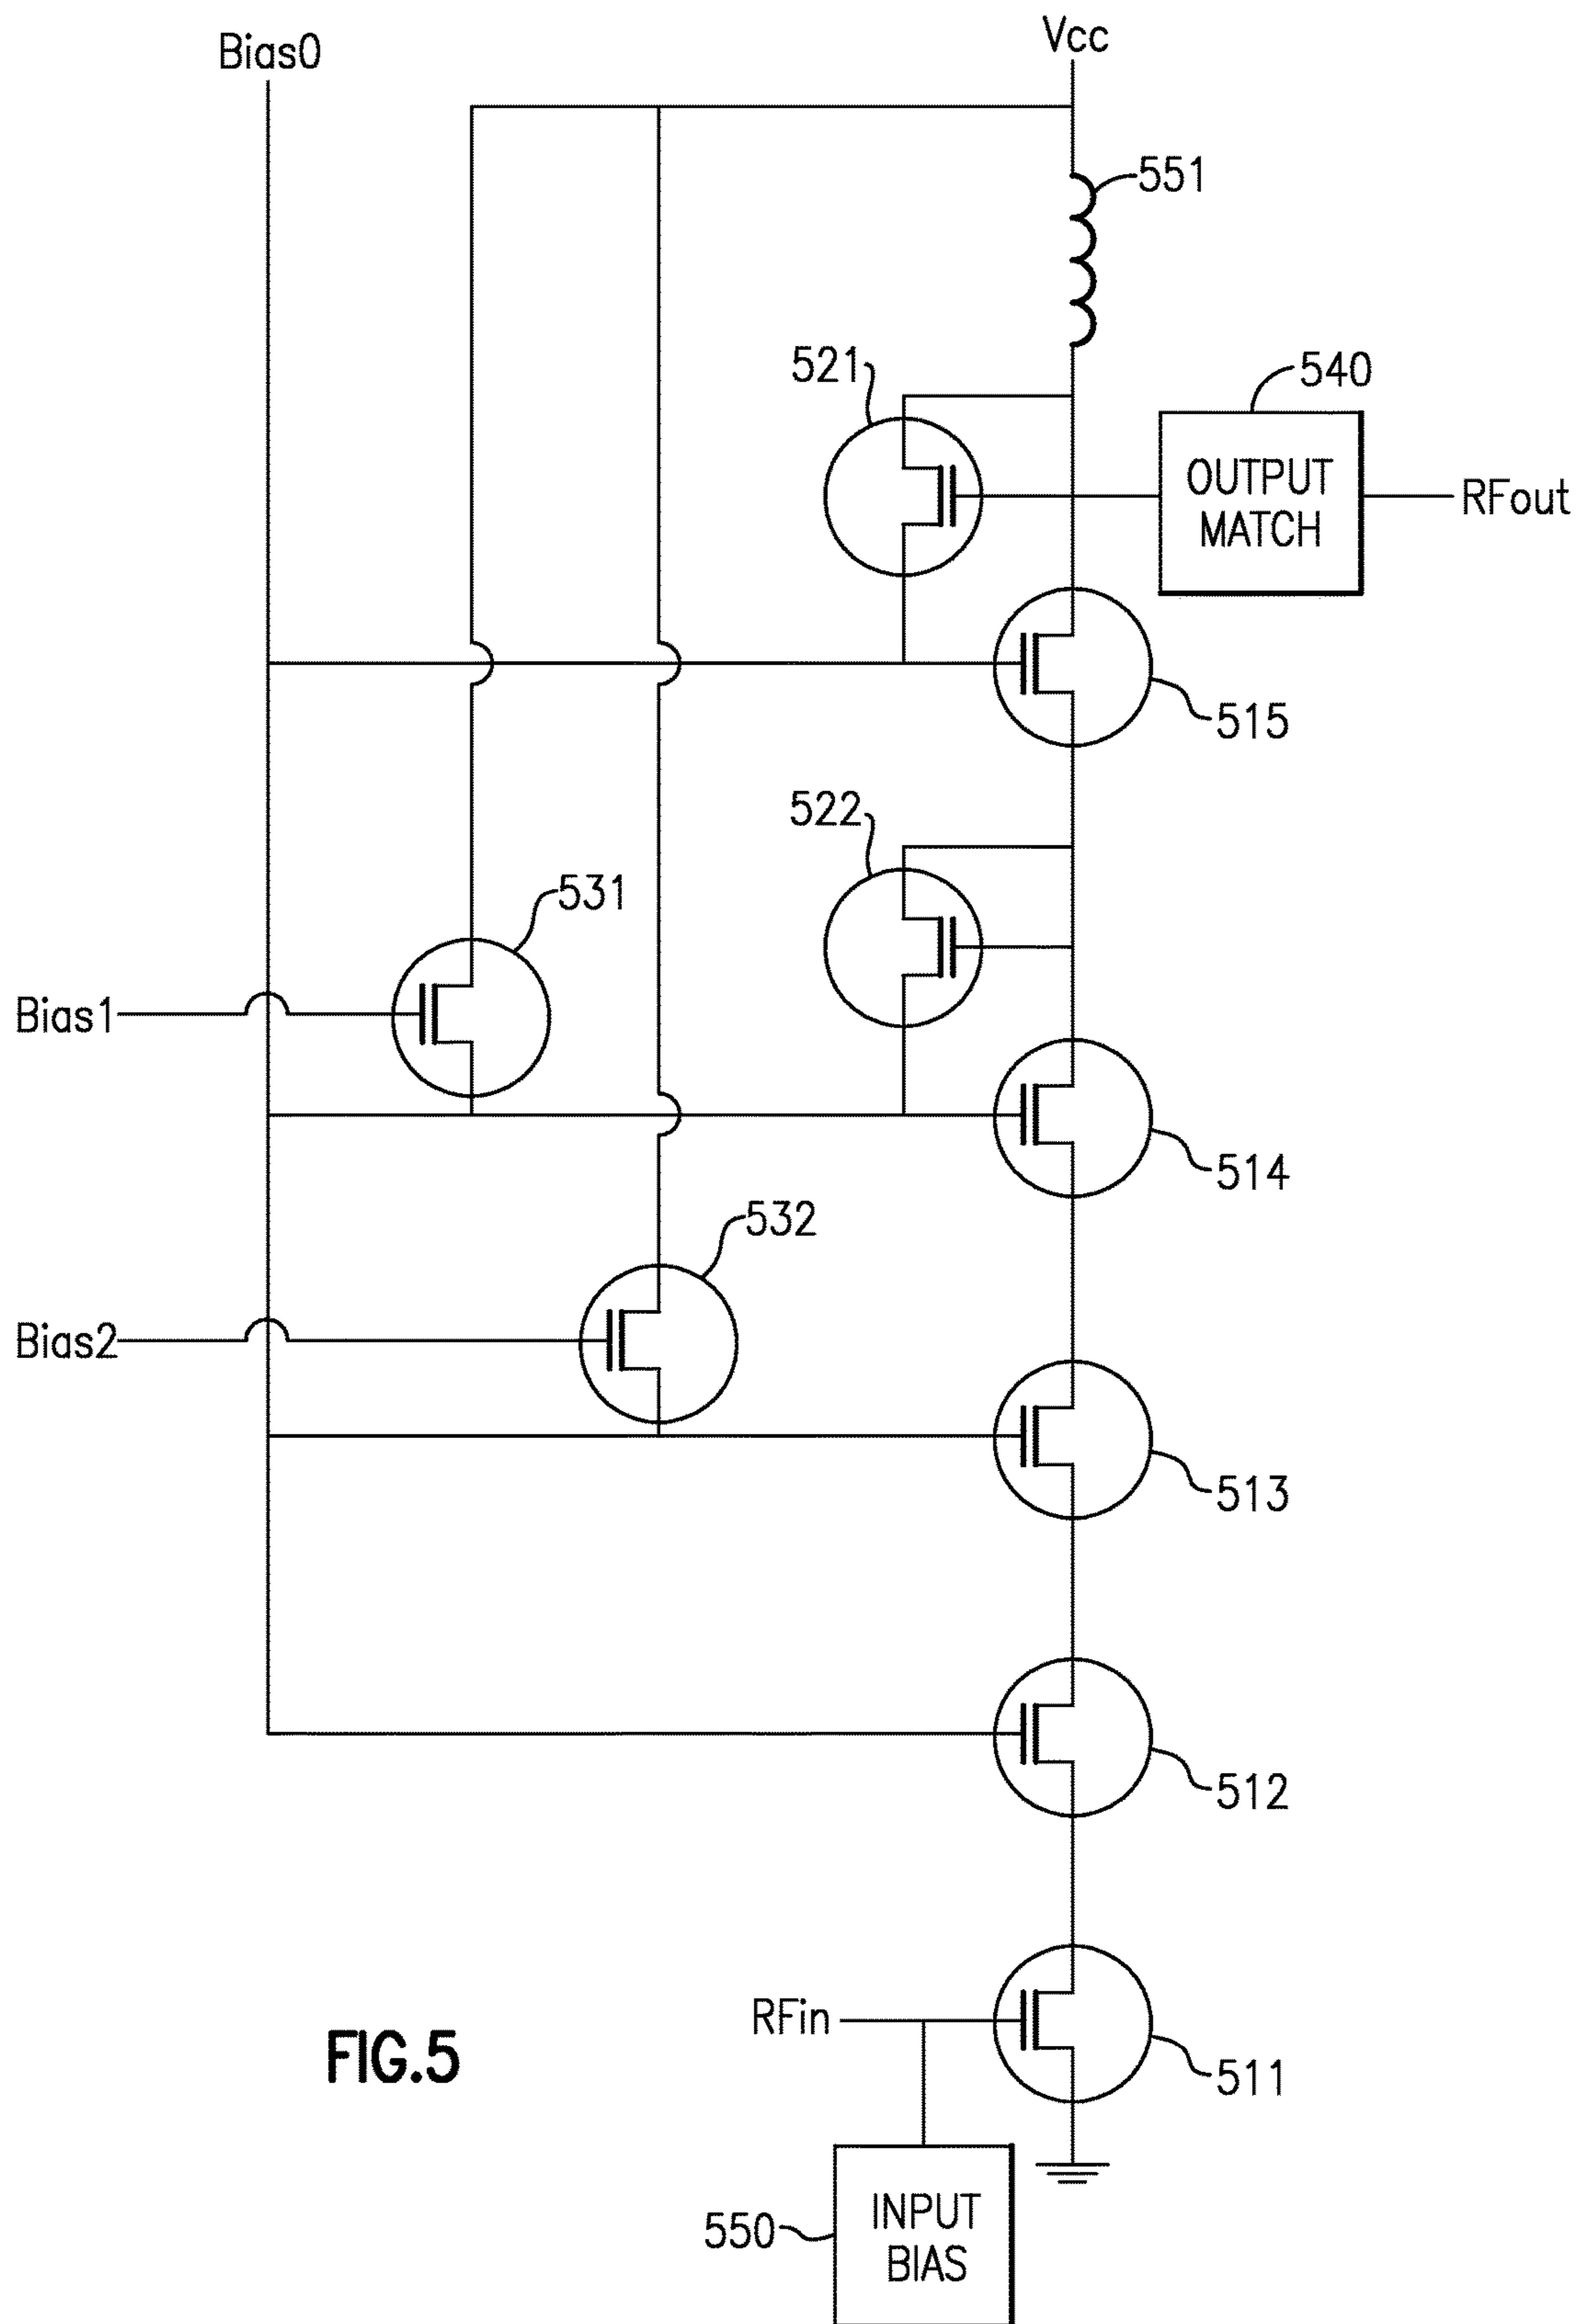 Bias0
Vcc
551
521
540
OUTPUT
MATCH
RFout
515
522
531
Bias1
514
532
Bias2
513
512
RFin
511
FIG.5
550
INPUT
BIAS